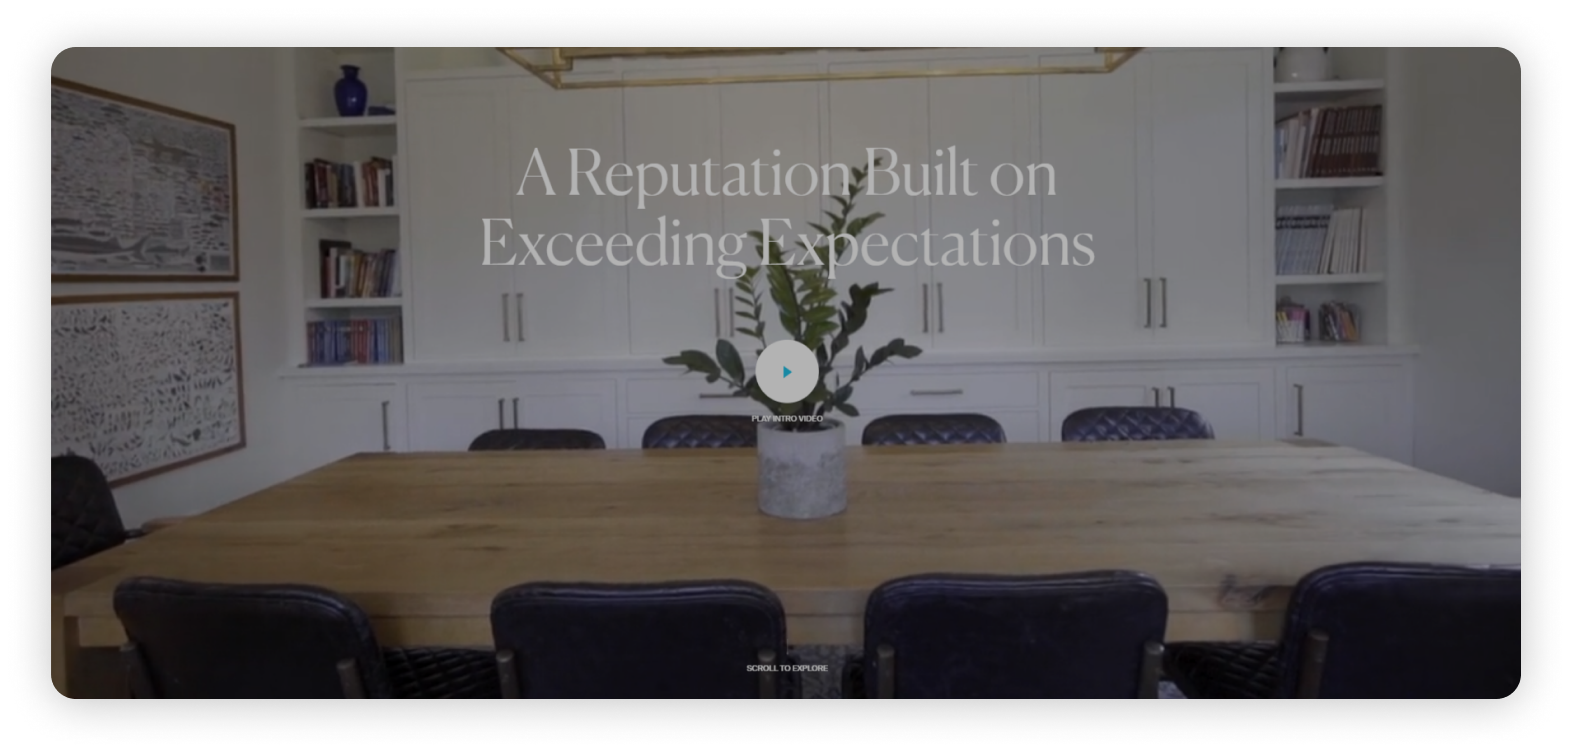 A Reputation Built on
Exceeding Expectations
PLAY INTRO VIDEO
SCROLL TO EXPLORE